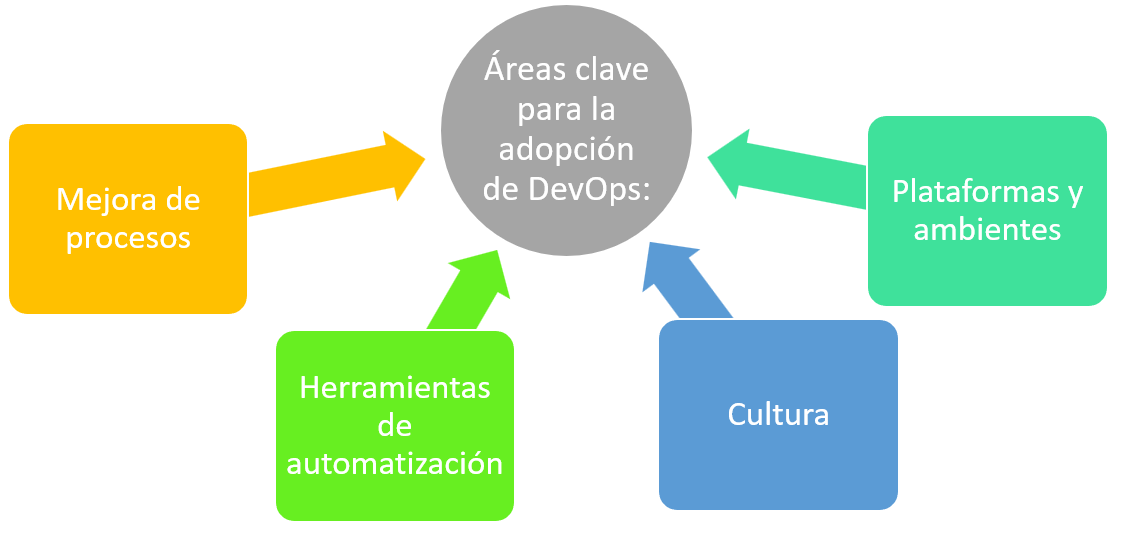 Áreas clave
para la
adopción
de DevOps:
Mejora de
procesos
Herramientas
de
automatización
Cultura
Plataformas y
ambientes